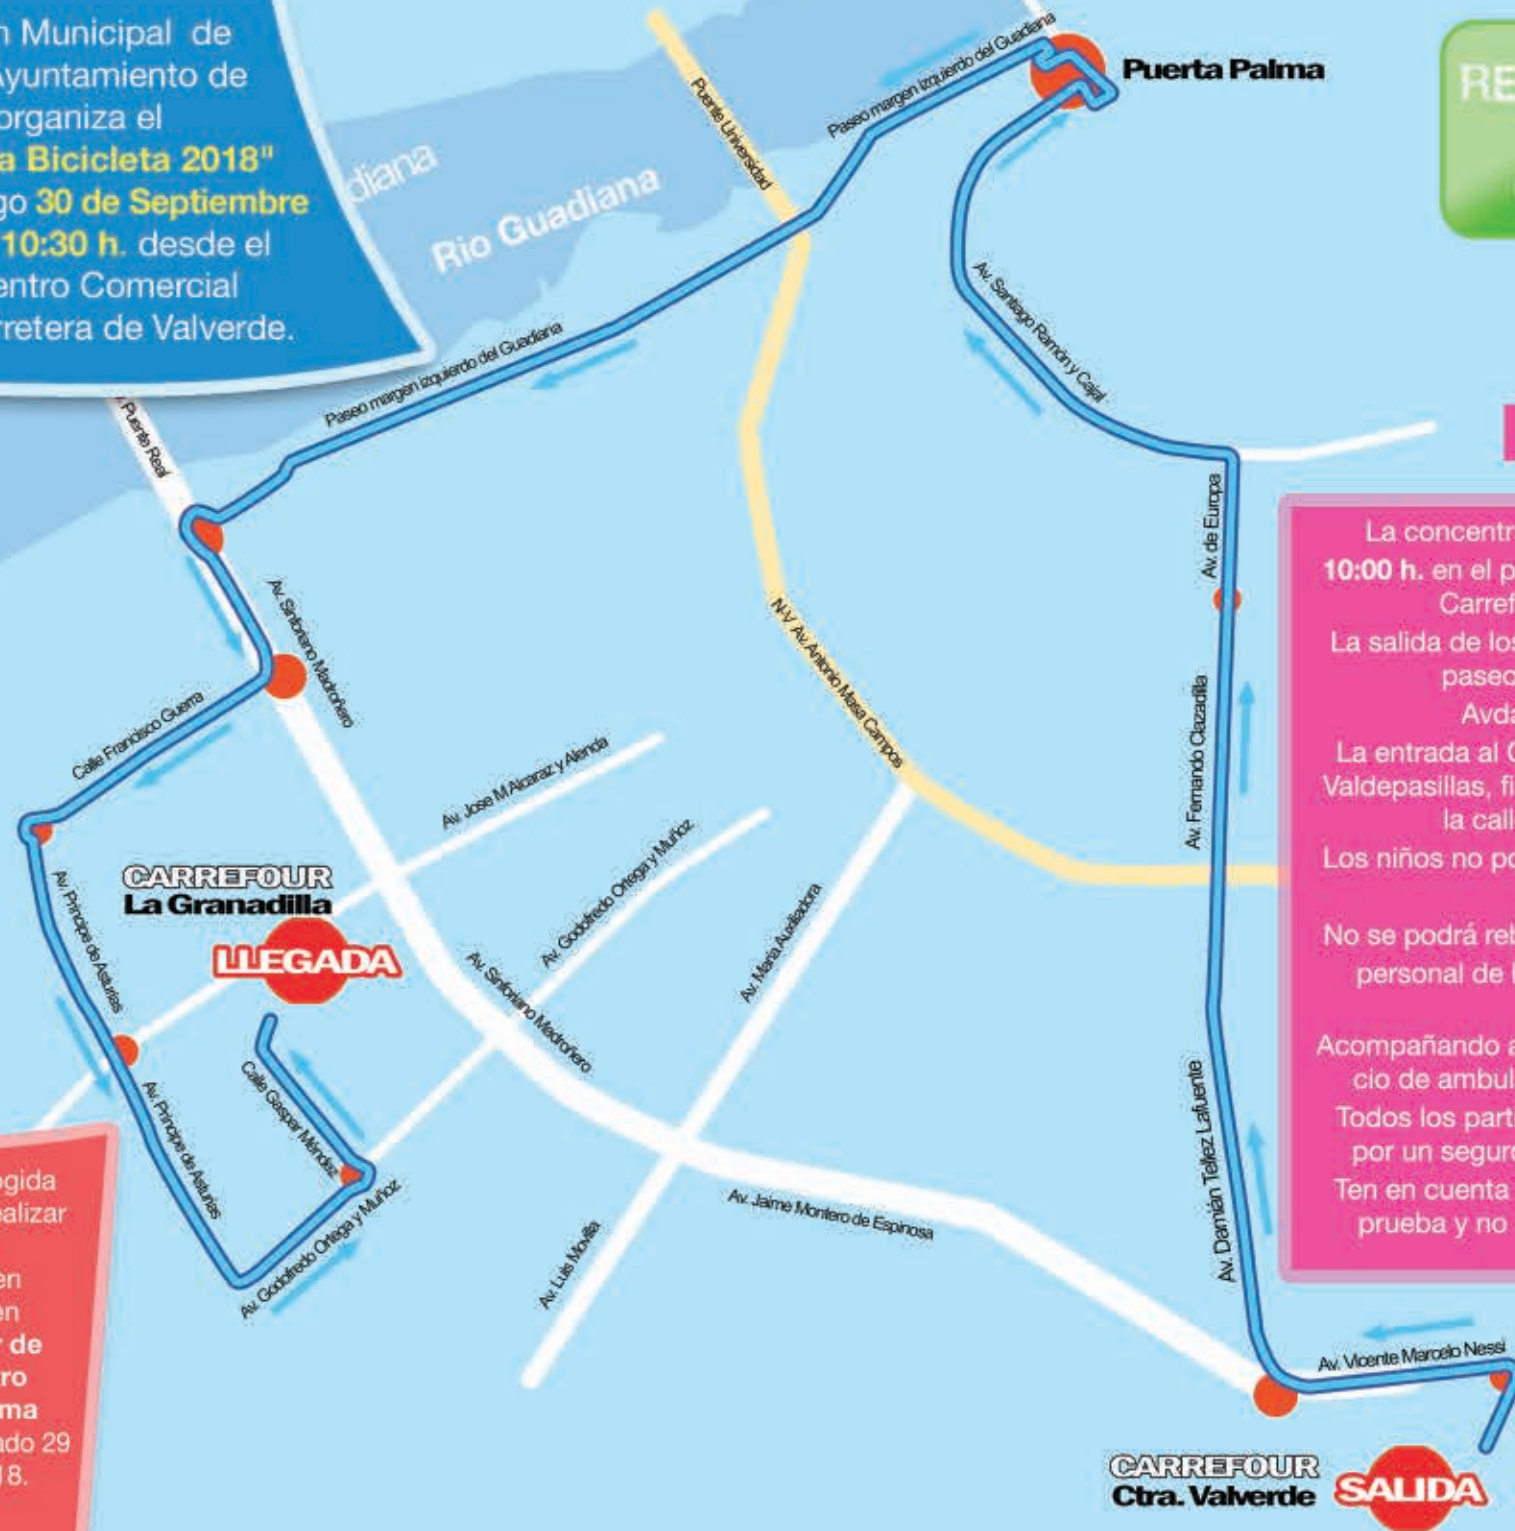 Municipal de
Ayuntamiento de
organiza el
a Bicicleta 2018"
30 de Septiembre
10:30 h. desde el
entro Comercial
rretera de Valverde.
diana
Rio Guadiana
Puente Universidad
Paseo margen izquierdo del Guadiana
Puerta Palma
RE
Paseo margen izquierdo del Guadiana
Puente Real
Av. Santiago Ramón y Cajal
Av. de Europa
Av. Sinforiano Madroñero
Calle Francisco Guerra
N-V Av. Antonio Masa Campos
Av. Fernando Clazadilla
Av. Jose M Alcaraz y Alenda
Av. Godofredo Ortega y Muñoz
Av. Maria Auxiliadora
CARREFOUR
La Granadilla
LLEGADA
Av. Principe de Asturias
Av. Sinforiano Madroñero
Calle Gaspar Méndez
Av. Principe de Asturias
Av. Godofredo Ortega y Muñoz
Av. Jaime Montero de Espinosa
Av. Luis Movilla
Av. Damián Tellez Lafuente
Av. Vicente Marcelo Nessi
CARREFOUR
Ctra. Valverde
SALIDA
La concentra
10:00 h. en el p
Carref
La salida de los
paseo
Avda
La entrada al C
Valdepasillas, fi
la call
Los niños no po
No se podrá reb
personal de
Acompañando a
cio de ambul
Todos los parti
por un seguro
Ten en cuenta
prueba y no
ogida
ealizar
en
en
r de
ro
ma
ado 29
18.